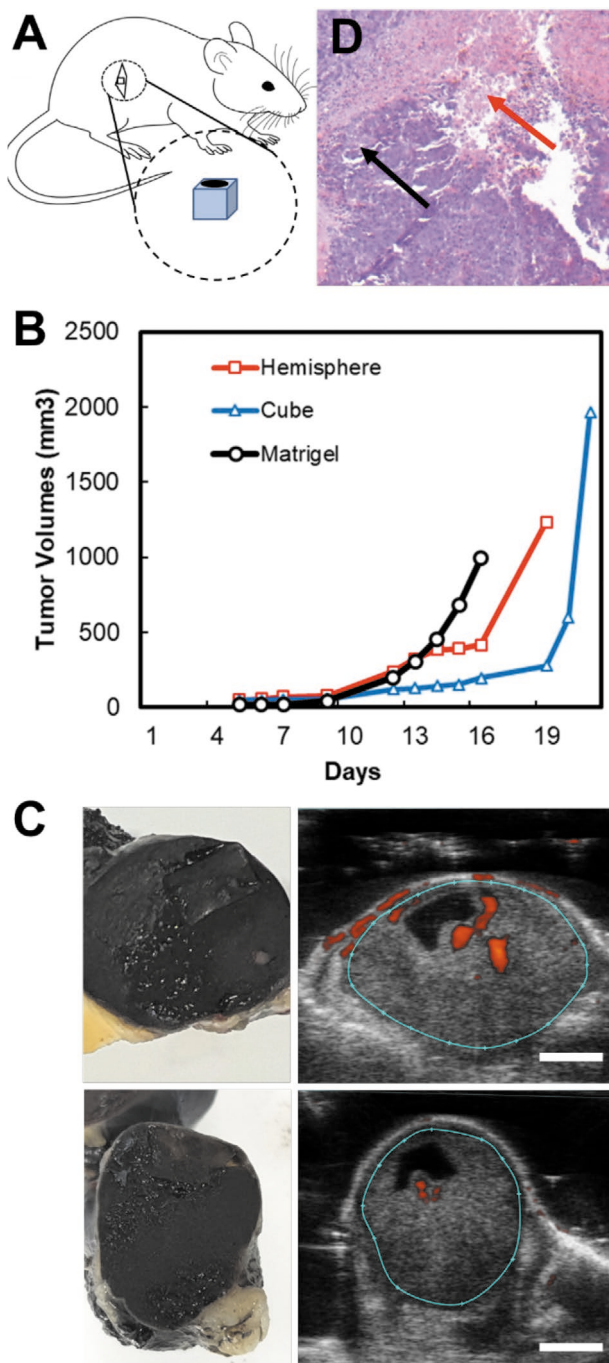 A
D
B
2500
2000
1500
1000
500
0
Tumor Volumes (mm3)
Hemisphere
Cube
Matrigel
1 4 7 10 13 16 19
Days
C